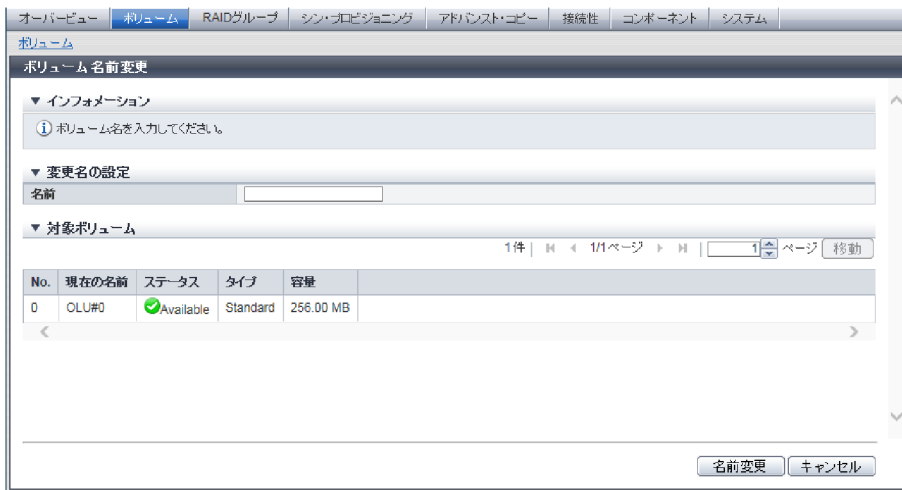 オーバービュー ボリューム RAIDグループ シン・プロビジョニング アドバンスト・コピー 接続性 コンポーネント システム
ボリューム
ボリューム名前変更
▼ インフォメーション
ボリューム名を入力してください。
▼ 変更名の設定
名前
▼ 対象ボリューム
1件 | 1/1ページ | 1 ページ 移動
No. 現在の名前 ステータス タイプ 容量
0 OLU#0 Available Standard 256.00 MB
名前変更 キャンセル